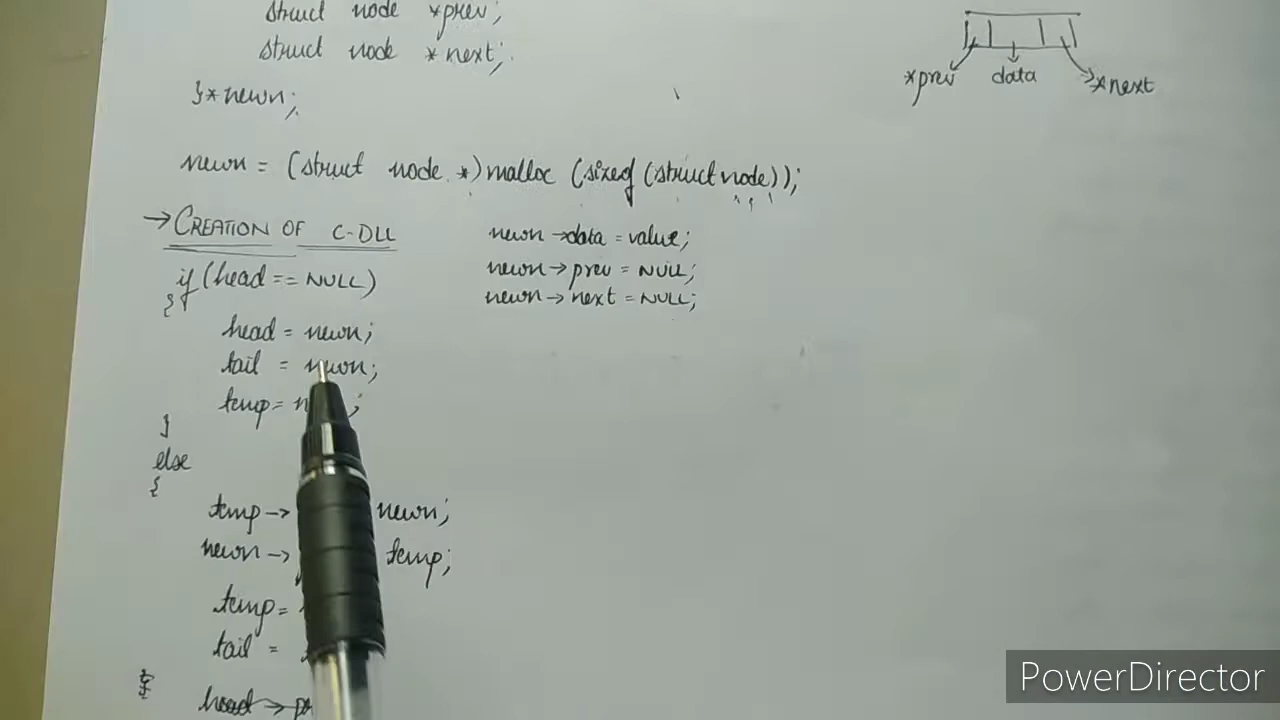 struct node *prev;
struct node *next;
}*newn;
*prev data *next
newn = (struct node *)malloc (sizeof (struct node));
→ CREATION OF C-DLL
newn→data = value;
newn→prev = NULL;
newn→next = NULL;
if (head == NULL)
{
head = newn;
tail = newn;
temp =
;
}
else
{
temp→ newn;
newn→ temp;
temp=
tail =
}
head→
PowerDirector